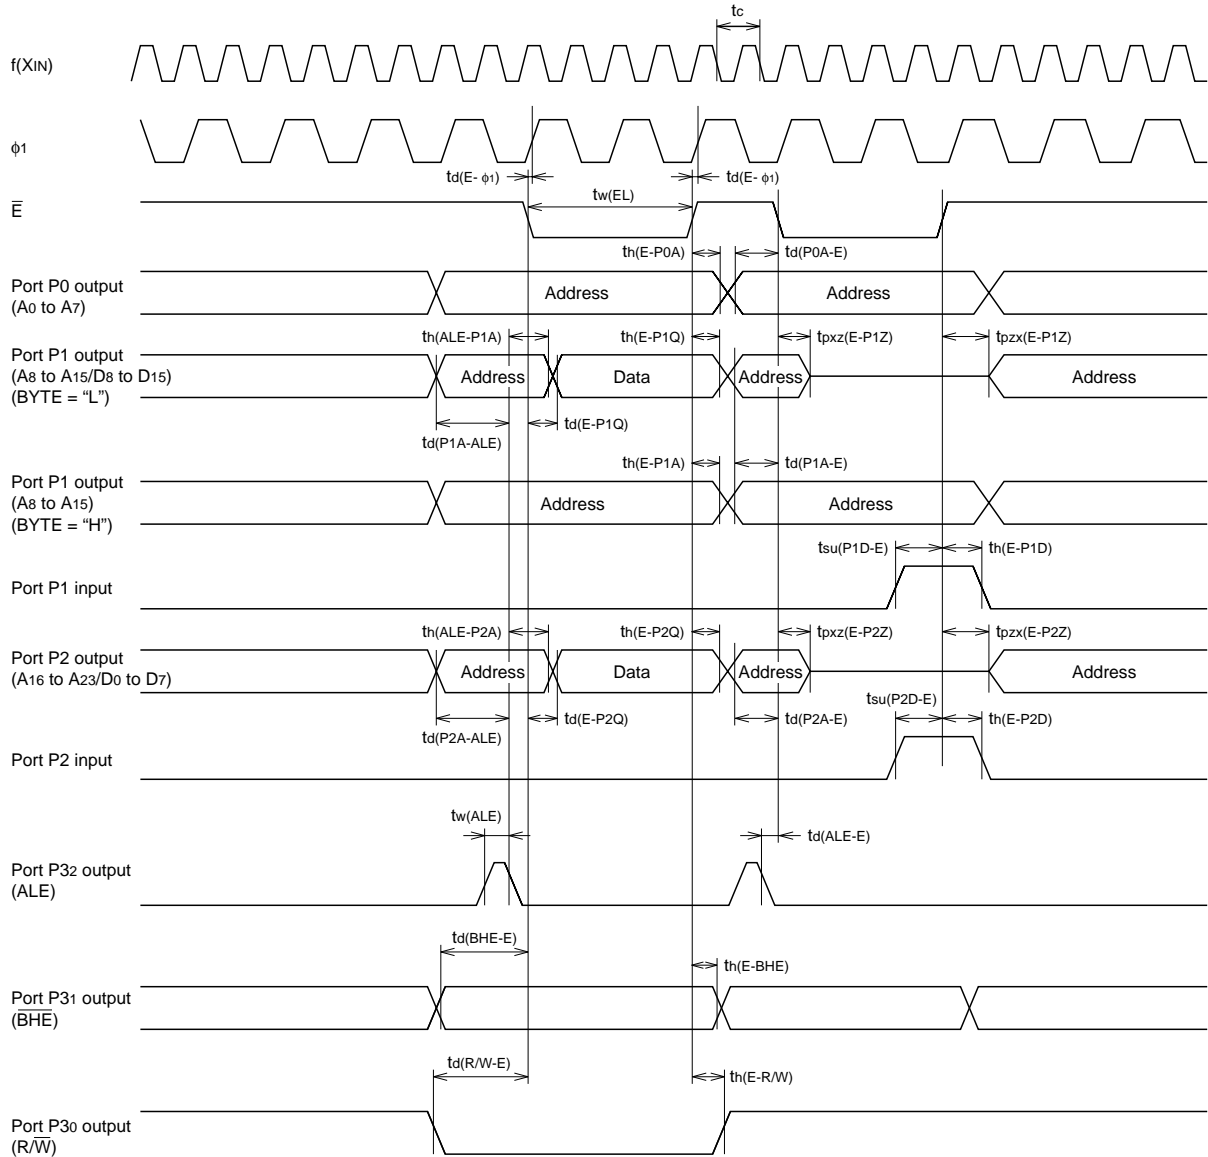 tc
f(XIN)
ϕ1
td(E- ϕ1)
td(E- ϕ1)
tw(EL)
E
th(E-P0A)
td(P0A-E)
Port P0 output
(A0 to A7)
Address
Address
th(ALE-P1A)
th(E-P1Q)
tpxz(E-P1Z)
tpzx(E-P1Z)
Port P1 output
(A8 to A15/D8 to D15)
(BYTE = “L”)
Address
Data
Address
Address
td(P1A-ALE)
td(E-P1Q)
th(E-P1A)
td(P1A-E)
Port P1 output
(A8 to A15)
(BYTE = “H”)
Address
Address
tsu(P1D-E)
th(E-P1D)
Port P1 input
th(ALE-P2A)
th(E-P2Q)
tpxz(E-P2Z)
tpzx(E-P2Z)
Port P2 output
(A16 to A23/D0 to D7)
Address
Data
Address
Address
tsu(P2D-E)
td(P2A-ALE)
td(E-P2Q)
td(P2A-E)
th(E-P2D)
Port P2 input
tw(ALE)
td(ALE-E)
Port P32 output
(ALE)
td(BHE-E)
th(E-BHE)
Port P31 output
(BHE)
td(R/W-E)
th(E-R/W)
Port P30 output
(R/W)